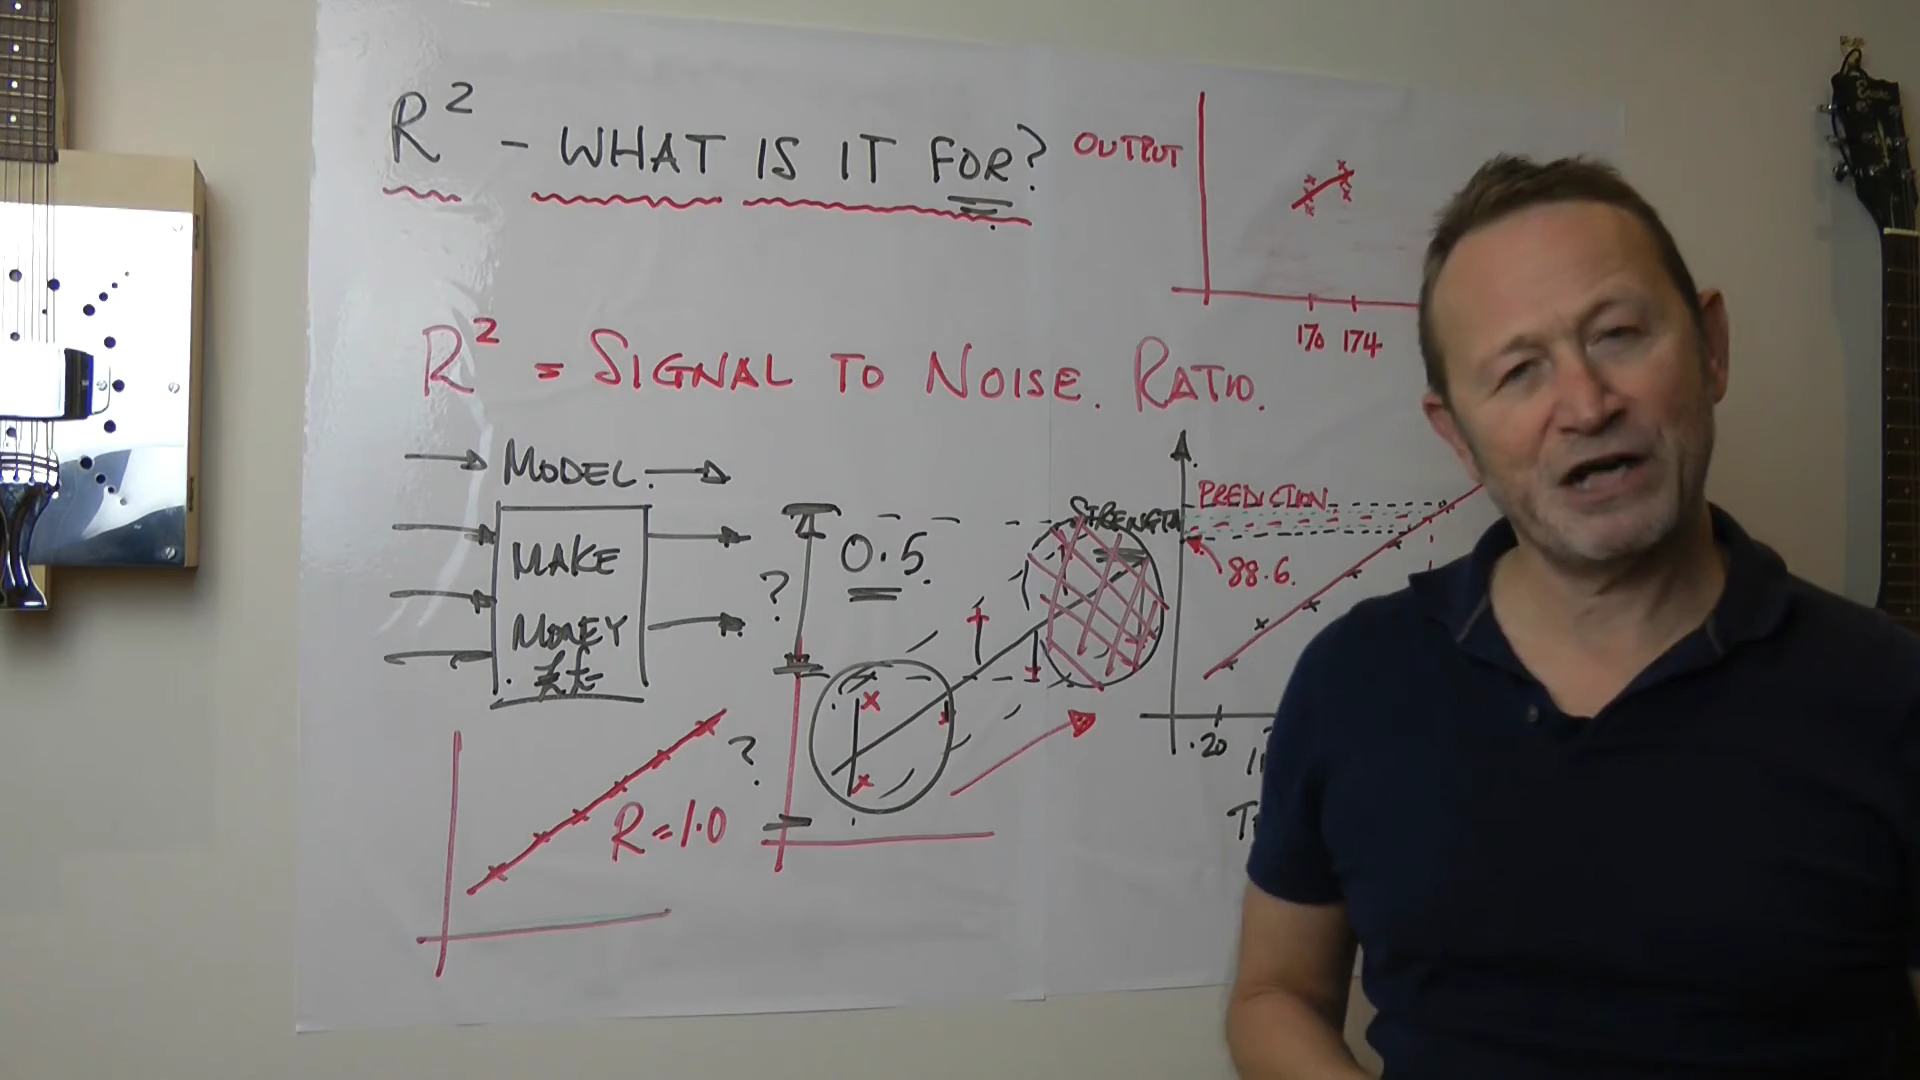 R² - WHAT IS IT FOR?
OUTPUT
170 174
R² = SIGNAL TO NOISE. RATIO.
MODEL.
MAKE
MONEY
££
?
0.5
STRENGTH
PREDICTION
88.6.
?
R=1.0
.20